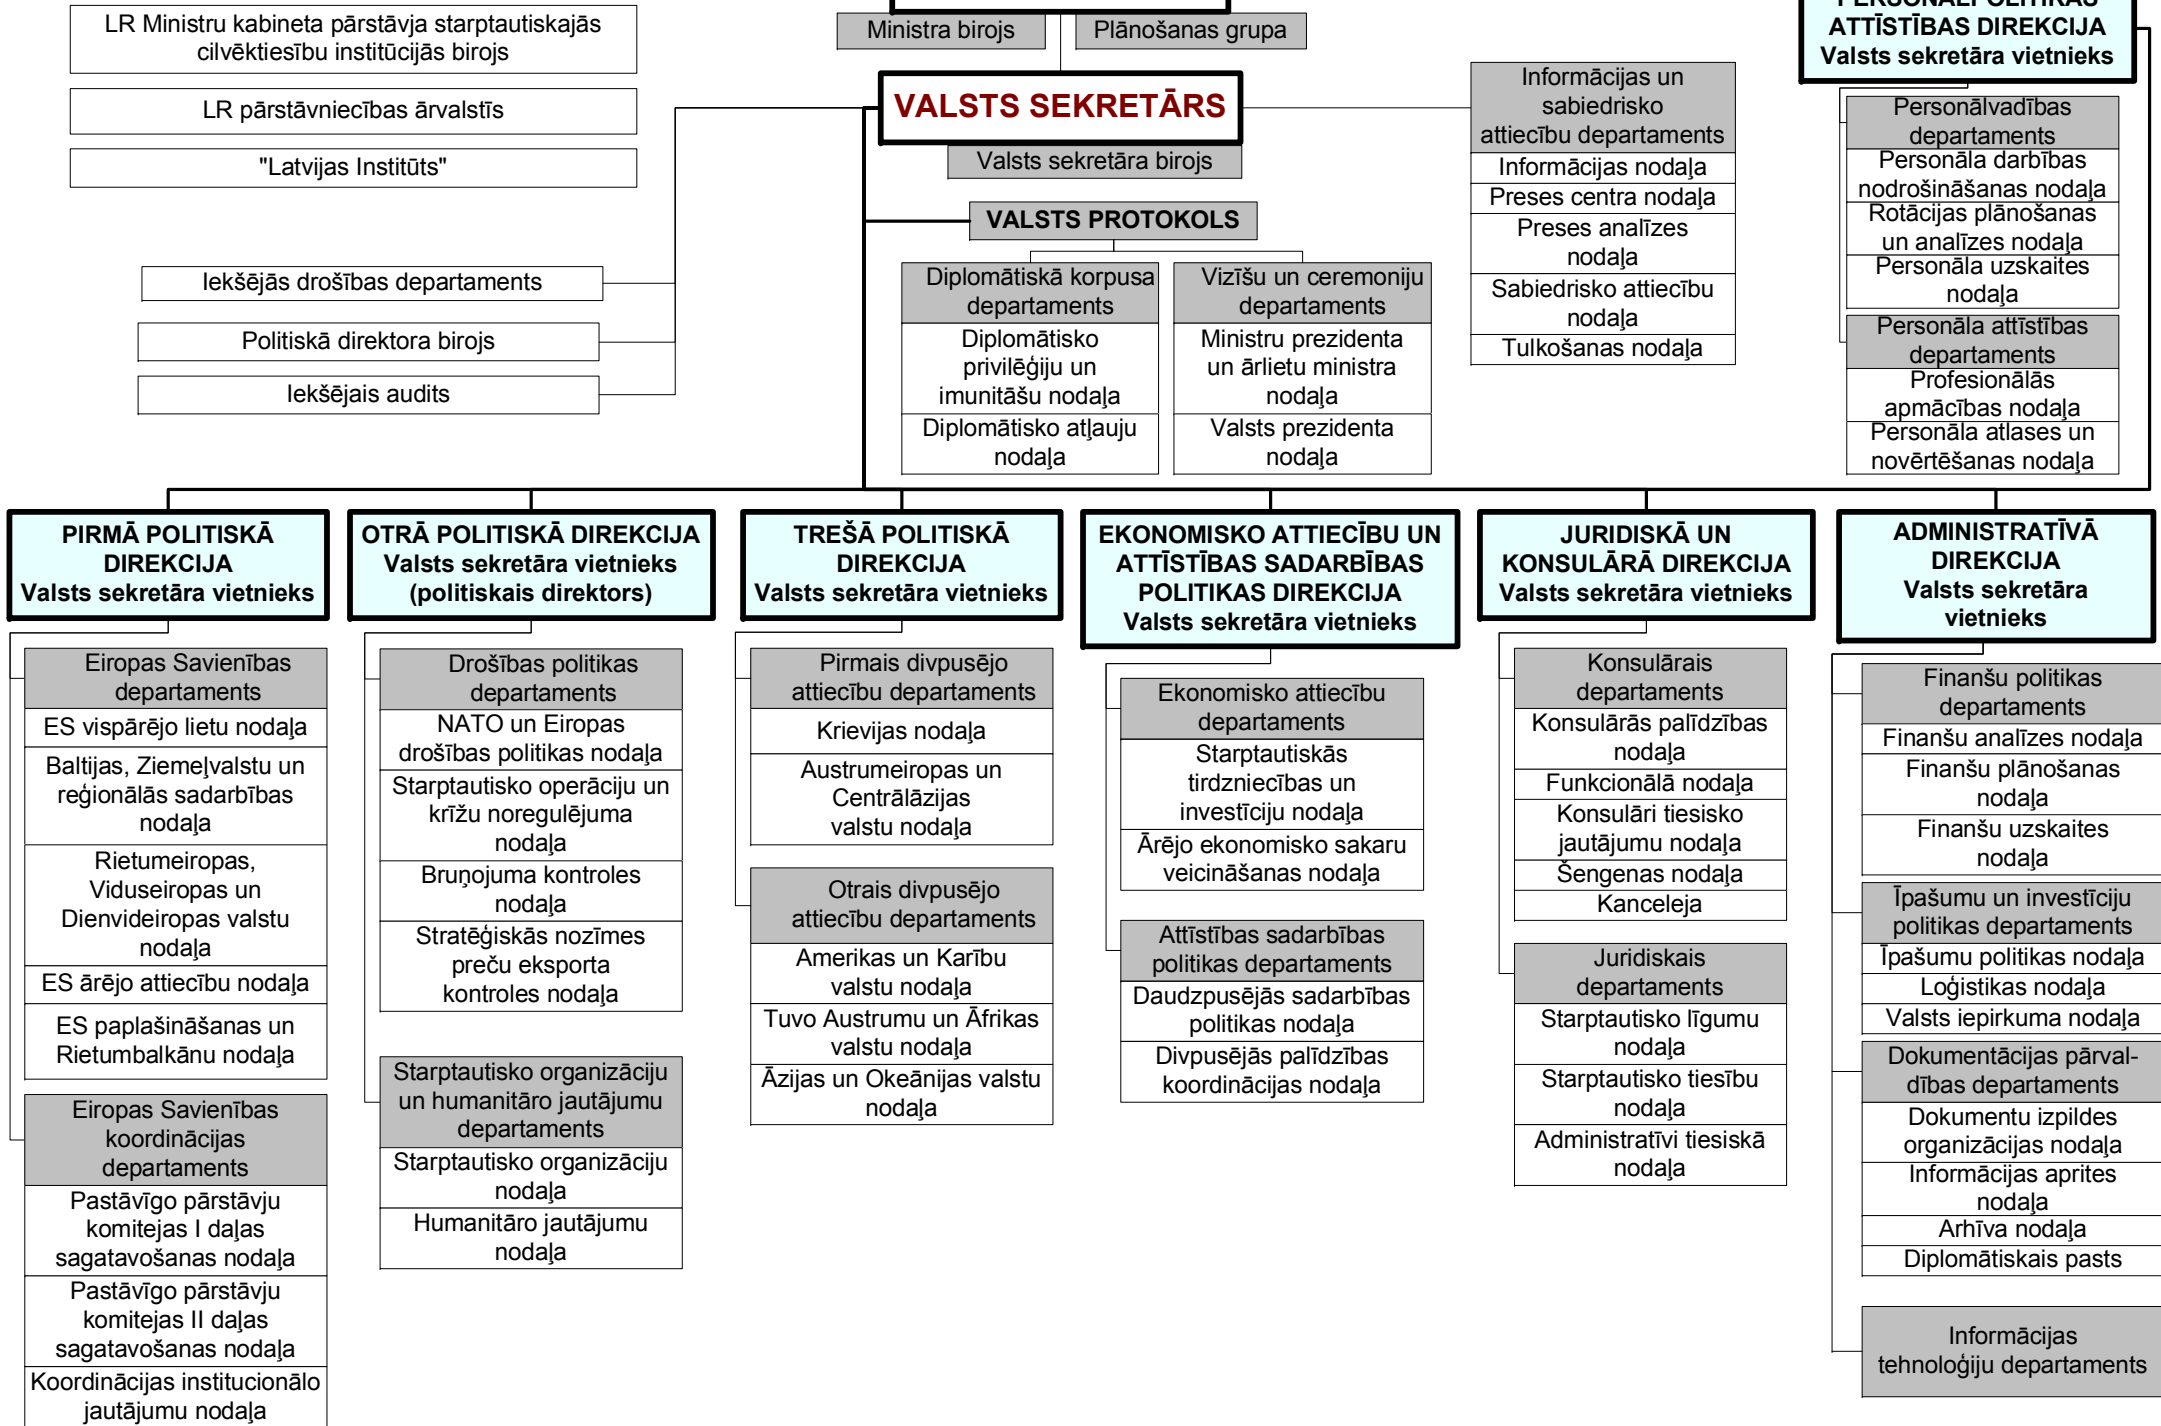 LR Ministru kabineta pārstāvja starptautiskajās
cilvēktiesību institūcijās birojs
LR pārstāvniecības ārvalstīs
"Latvijas Institūts"
Ministra birojs
Plānošanas grupa
VALSTS SEKRETĀRS
Valsts sekretāra birojs
VALSTS PROTOKOLS
Diplomātiskā korpusa
departaments
Diplomātisko
privilēģiju un
imunitāšu nodaļa
Diplomātisko atļauju
nodaļa
Vizīšu un ceremoniju
departaments
Ministru prezidenta
un ārlietu ministra
nodaļa
Valsts prezidenta
nodaļa
Informācijas un
sabiedrisko
attiecību departaments
Informācijas nodaļa
Preses centra nodaļa
Preses analīzes
nodaļa
Sabiedrisko attiecību
nodaļa
Tulkošanas nodaļa
PERSONĀLPOLITIKAS
ATTĪSTĪBAS DIREKCIJA
Valsts sekretāra vietnieks
Personālvadības
departaments
Personāla darbības
nodrošināšanas nodaļa
Rotācijas plānošanas
un analīzes nodaļa
Personāla uzskaites
nodaļa
Personāla attīstības
departaments
Profesionālās
apmācības nodaļa
Personāla atlases un
novērtēšanas nodaļa
Iekšējās drošības departaments
Politiskā direktora birojs
Iekšējais audits
PIRMĀ POLITISKĀ
DIREKCIJA
Valsts sekretāra vietnieks
Eiropas Savienības
departaments
ES vispārējo lietu nodaļa
Baltijas, Ziemeļvalstu un
reģionālās sadarbības
nodaļa
Rietumeiropas,
Viduseiropas un
Dienvideiropas valstu
nodaļa
ES ārējo attiecību nodaļa
ES paplašināšanas un
Rietumbalkānu nodaļa
Eiropas Savienības
koordinācijas
departaments
Pastāvīgo pārstāvju
komitejas I daļas
sagatavošanas nodaļa
Pastāvīgo pārstāvju
komitejas II daļas
sagatavošanas nodaļa
Koordinācijas institucionālo
jautājumu nodaļa
OTRĀ POLITISKĀ DIREKCIJA
Valsts sekretāra vietnieks
(politiskais direktors)
Drošības politikas
departaments
NATO un Eiropas
drošības politikas nodaļa
Starptautisko operāciju un
krīžu noregulējuma
nodaļa
Bruņojuma kontroles
nodaļa
Stratēģiskās nozīmes
preču eksporta
kontroles nodaļa
Starptautisko organizāciju
un humanitāro jautājumu
departaments
Starptautisko organizāciju
nodaļa
Humanitāro jautājumu
nodaļa
TREŠĀ POLITISKĀ
DIREKCIJA
Valsts sekretāra vietnieks
Pirmais divpusējo
attiecību departaments
Krievijas nodaļa
Austrumeiropas un
Centrālāzijas
valstu nodaļa
Otrais divpusējo
attiecību departaments
Amerikas un Karību
valstu nodaļa
Tuvo Austrumu un Āfrikas
valstu nodaļa
Āzijas un Okeānijas valstu
nodaļa
EKONOMISKO ATTIECĪBU UN
ATTĪSTĪBAS SADARBĪBAS
POLITIKAS DIREKCIJA
Valsts sekretāra vietnieks
Ekonomisko attiecību
departaments
Starptautiskās
tirdzniecības un
investīciju nodaļa
Ārējo ekonomisko sakaru
veicināšanas nodaļa
Attīstības sadarbības
politikas departaments
Daudzpusējās sadarbības
politikas nodaļa
Divpusējās palīdzības
koordinācijas nodaļa
JURIDISKĀ UN
KONSULĀRĀ DIREKCIJA
Valsts sekretāra vietnieks
Konsulārais
departaments
Konsulārās palīdzības
nodaļa
Funkcionālā nodaļa
Konsulāri tiesisko
jautājumu nodaļa
Šengenas nodaļa
Kanceleja
Juridiskais
departaments
Starptautisko līgumu
nodaļa
Starptautisko tiesību
nodaļa
Administratīvi tiesiskā
nodaļa
ADMINISTRATĪVĀ
DIREKCIJA
Valsts sekretāra
vietnieks
Finanšu politikas
departaments
Finanšu analīzes nodaļa
Finanšu plānošanas
nodaļa
Finanšu uzskaites
nodaļa
Īpašumu un investīciju
politikas departaments
Īpašumu politikas nodaļa
Loģistikas nodaļa
Valsts iepirkuma nodaļa
Dokumentācijas pārval-
dības departaments
Dokumentu izpildes
organizācijas nodaļa
Informācijas aprites
nodaļa
Arhīva nodaļa
Diplomātiskais pasts
Informācijas
tehnoloģiju departaments